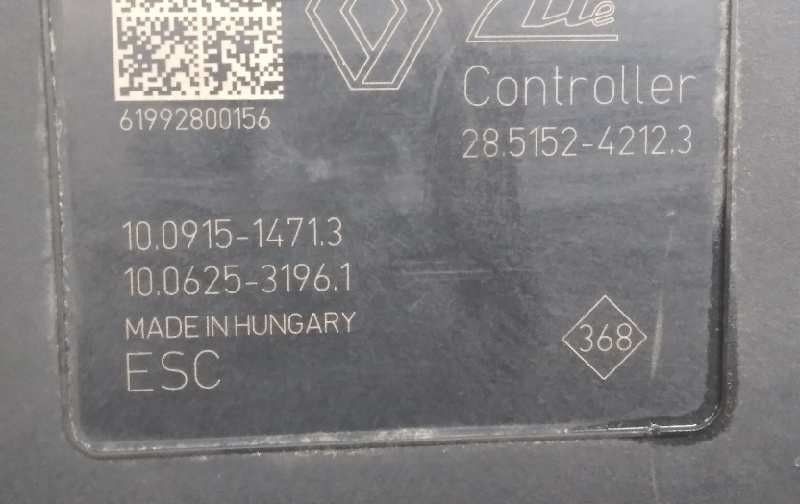 Ate
Controller
61992800156
28.5152-4212.3
10.0915-1471.3
10.0625-3196.1
MADE IN HUNGARY
368
ESC